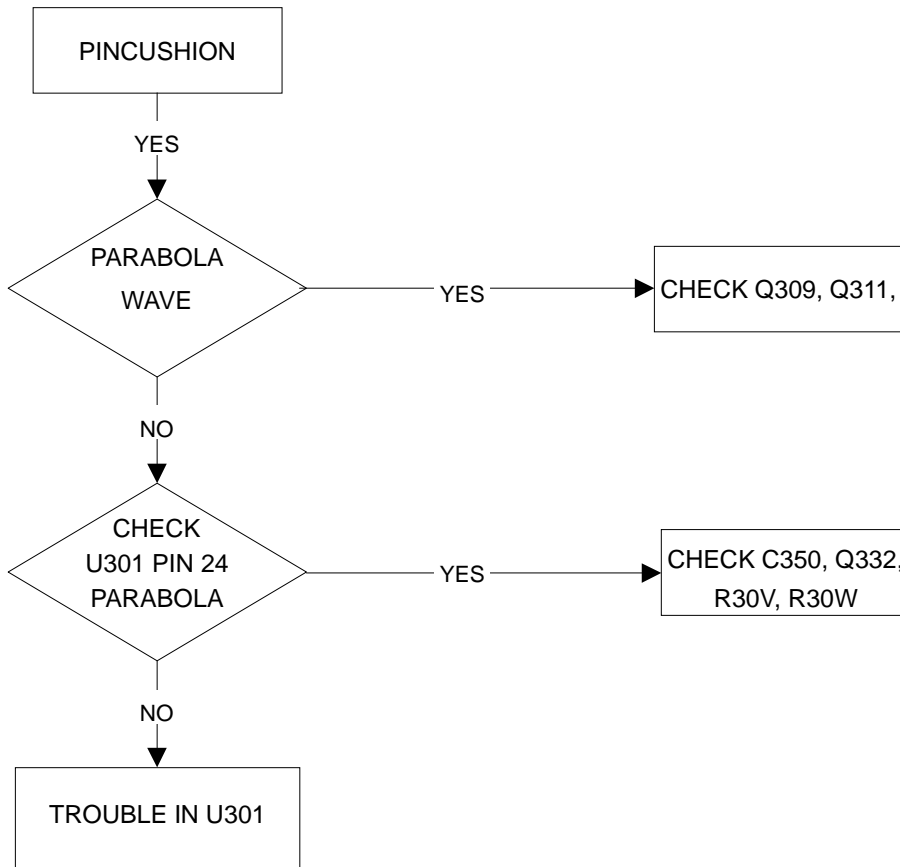 PINCUSHION
YES
PARABOLA
WAVE
YES
CHECK Q309, Q311,
NO
CHECK
U301 PIN 24
PARABOLA
YES
CHECK C350, Q332,
R30V, R30W
NO
TROUBLE IN U301